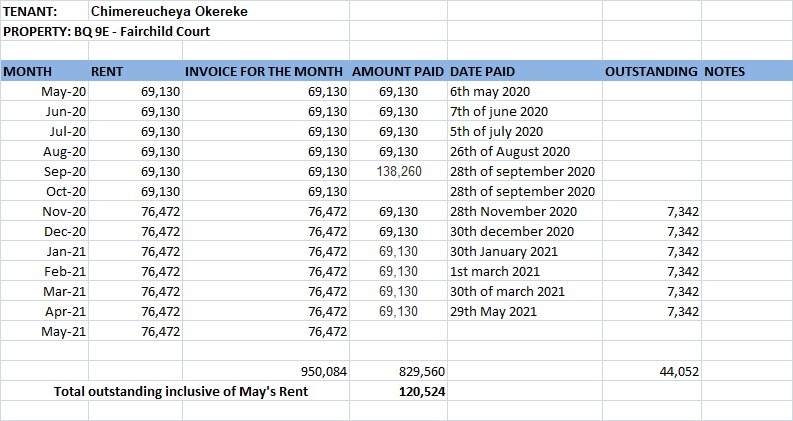 TENANT: Chimereucheya Okereke
PROPERTY: BQ 9E - Fairchild Court
MONTH RENT INVOICE FOR THE MONTH AMOUNT PAID DATE PAID OUTSTANDING NOTES
May-20 69,130 69,130 69,130 6th may 2020
Jun-20 69,130 69,130 69,130 7th of june 2020
Jul-20 69,130 69,130 69,130 5th of july 2020
Aug-20 69,130 69,130 69,130 26th of August 2020
Sep-20 69,130 69,130 138,260 28th of september 2020
Oct-20 69,130 69,130 28th of september 2020
Nov-20 76,472 76,472 69,130 28th November 2020 7,342
Dec-20 76,472 76,472 69,130 30th december 2020 7,342
Jan-21 76,472 76,472 69,130 30th January 2021 7,342
Feb-21 76,472 76,472 69,130 1st march 2021 7,342
Mar-21 76,472 76,472 69,130 30th of march 2021 7,342
Apr-21 76,472 76,472 69,130 29th May 2021 7,342
May-21 76,472 76,472
950,084 829,560 44,052
Total outstanding inclusive of May's Rent 120,524